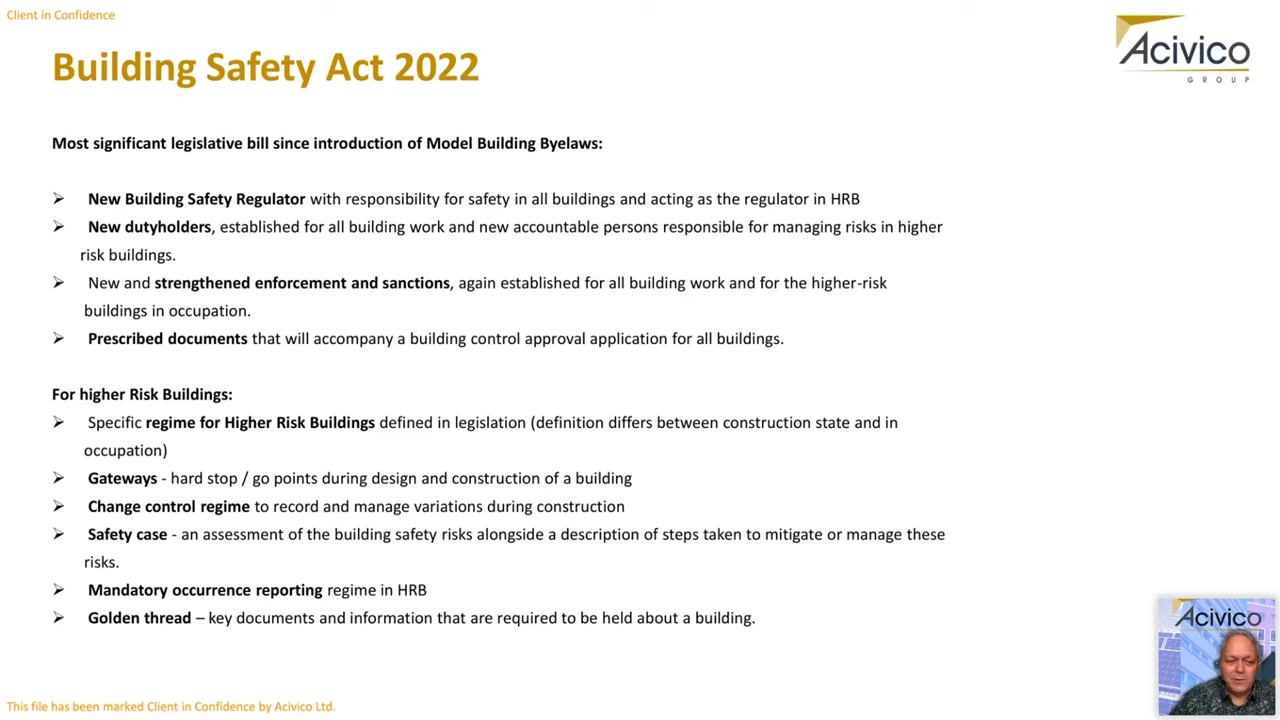 Client in Confidence
Acivico
GROUP
Building Safety Act 2022
Most significant legislative bill since introduction of Model Building Byelaws:
New Building Safety Regulator with responsibility for safety in all buildings and acting as the regulator in HRB
New dutyholders, established for all building work and new accountable persons responsible for managing risks in higher
risk buildings.
New and strengthened enforcement and sanctions, again established for all building work and for the higher-risk
buildings in occupation.
Prescribed documents that will accompany a building control approval application for all buildings.
For higher Risk Buildings:
Specific regime for Higher Risk Buildings defined in legislation (definition differs between construction state and in
occupation)
Gateways - hard stop / go points during design and construction of a building
Change control regime to record and manage variations during construction
Safety case - an assessment of the building safety risks alongside a description of steps taken to mitigate or manage these
risks.
Mandatory occurrence reporting regime in HRB
Golden thread – key documents and information that are required to be held about a building.
Acivico
This file has been marked Client in Confidence by Acivico Ltd.